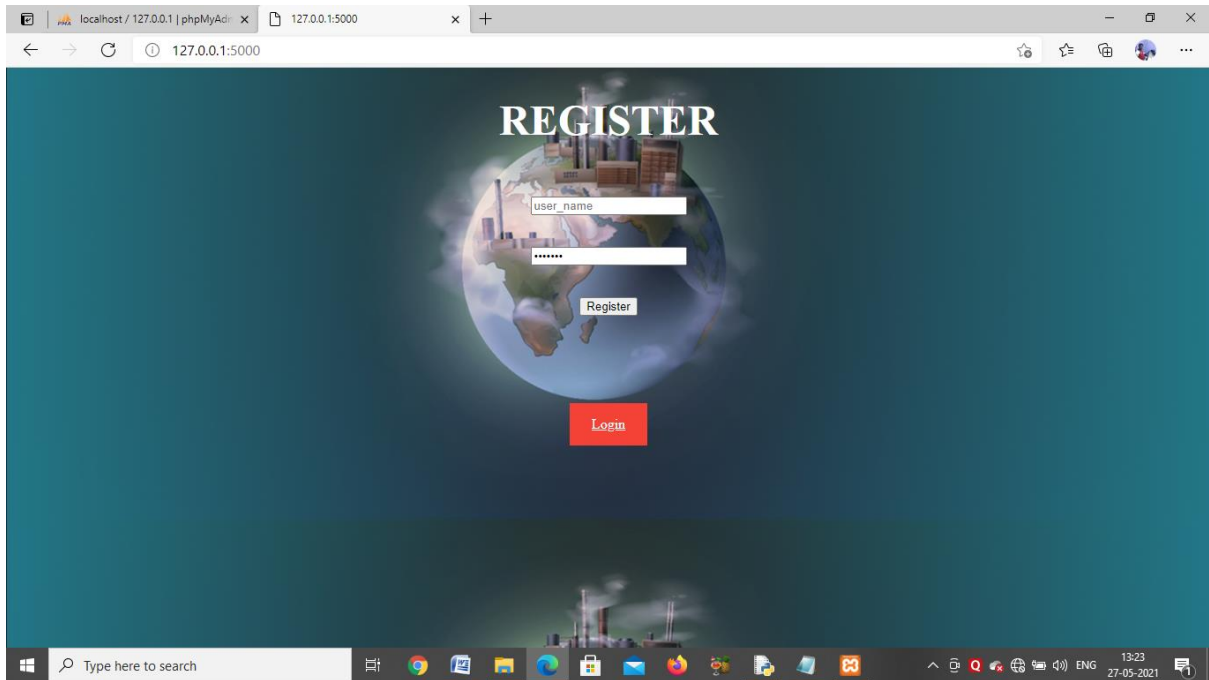 localhost / 127.0.0.1 | phpMyAdm
127.0.0.1:5000
127.0.0.1:5000
REGISTER
user_name
•••••••
Register
Login
Type here to search
ENG
13:23
27-05-2021